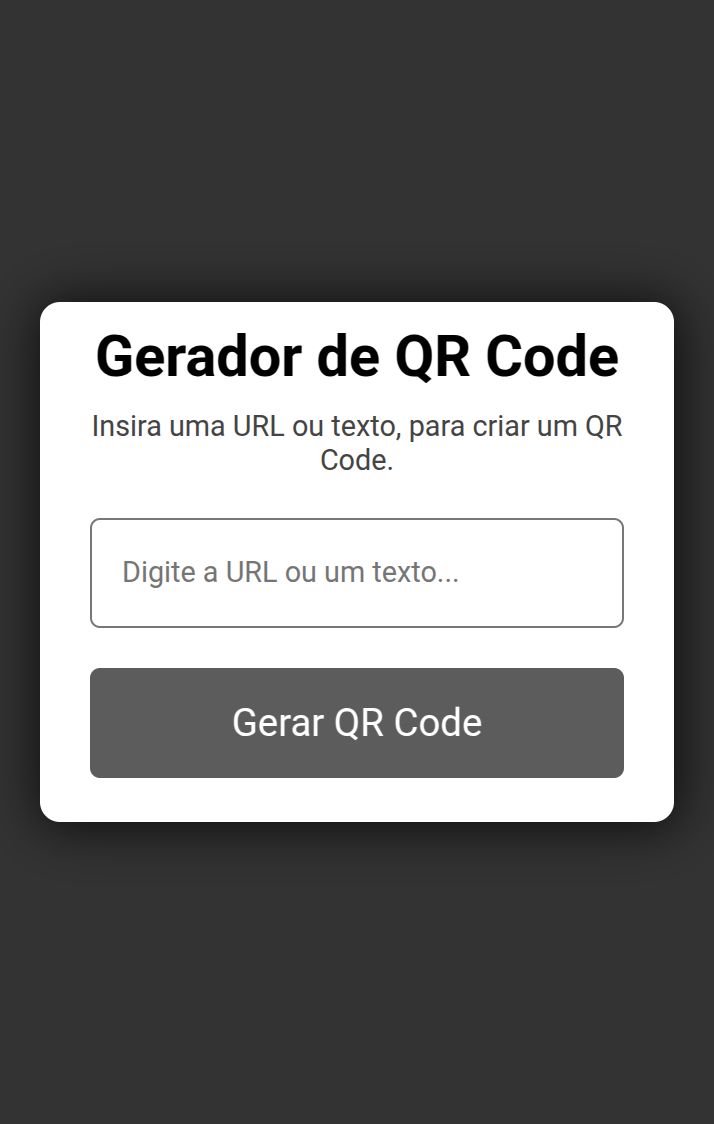 Gerador de QR Code
Insira uma URL ou texto, para criar um QR
Code.
Digite a URL ou um texto...
Gerar QR Code